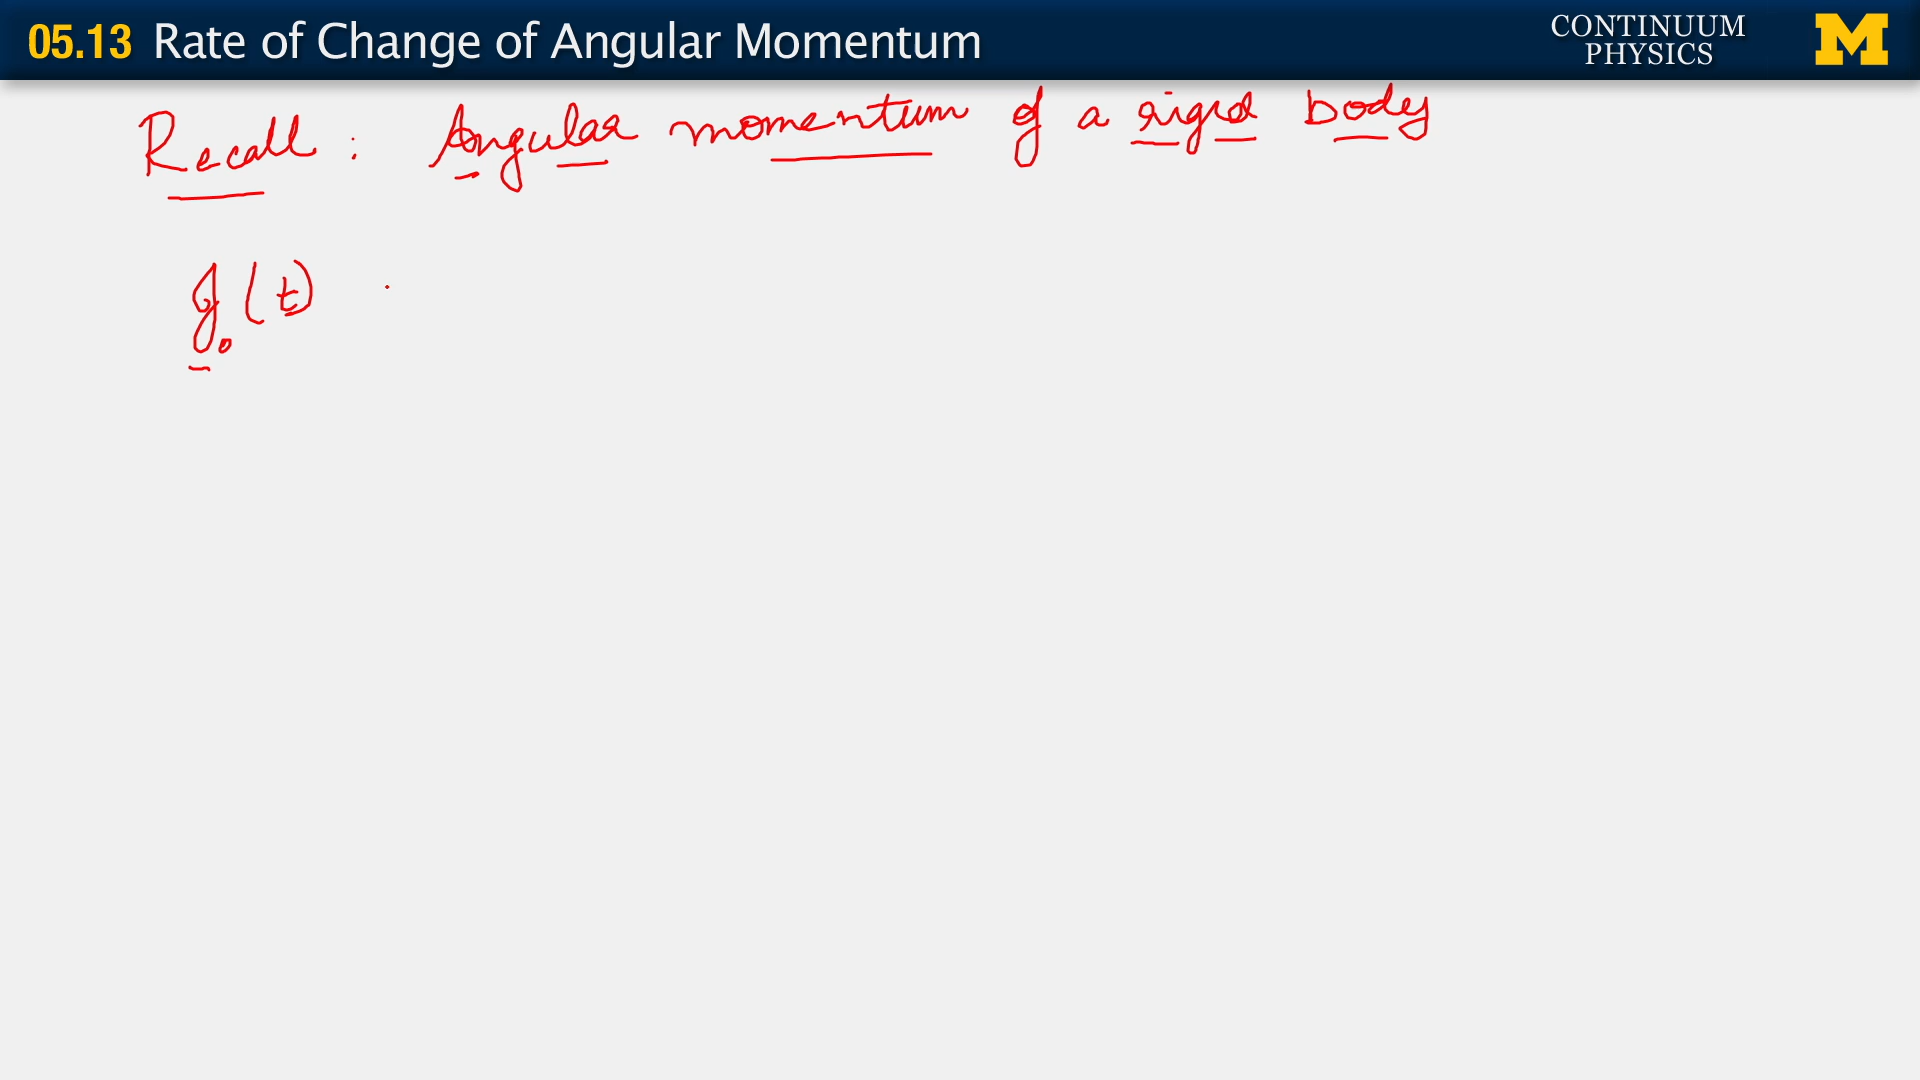 05.13 Rate of Change of Angular Momentum
CONTINUUM
PHYSICS
M
Recall : Angular momentum of a rigid body
j₀(t)